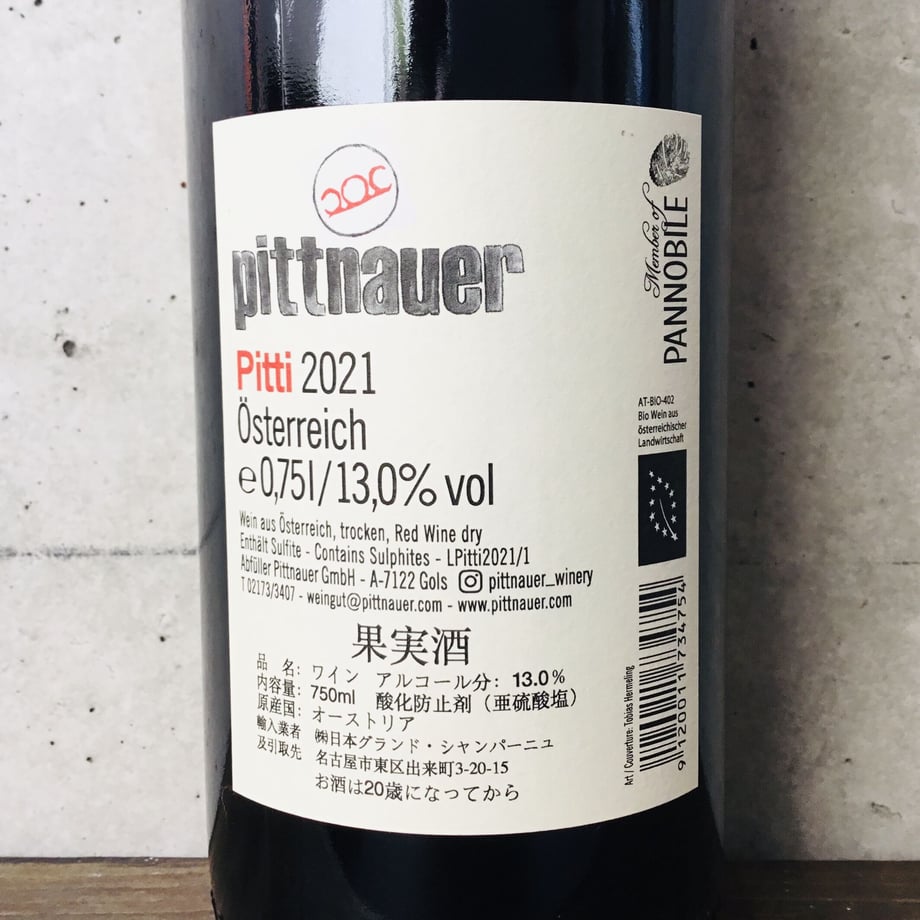 pittnauer
Pitti 2021
Österreich
℮0,75l/13,0% vol
Wein aus Österreich, trocken, Red Wine dry
Enthält Sulfite - Contains Sulphites - LPitti2021/1
Abfüller Pittnauer GmbH - A-7122 Gols pittnauer_winery
T 02173/3407 - weingut@pittnauer.com - www.pittnauer.com
果実酒
品 名: ワイン アルコール分: 13.0%
内容量: 750ml 酸化防止剤（亜硫酸塩）
原産国: オーストリア
輸入業者 ㈱日本グランド・シャンパーニュ
及引取先 名古屋市東区出来町3-20-15
お酒は20歳になってから
Member of
PANNOBILE
AT-BIO-402
Bio Wein aus
österreichischer
Landwirtschaft
Art / Couverture: Tobias Hermeling
9120011734754